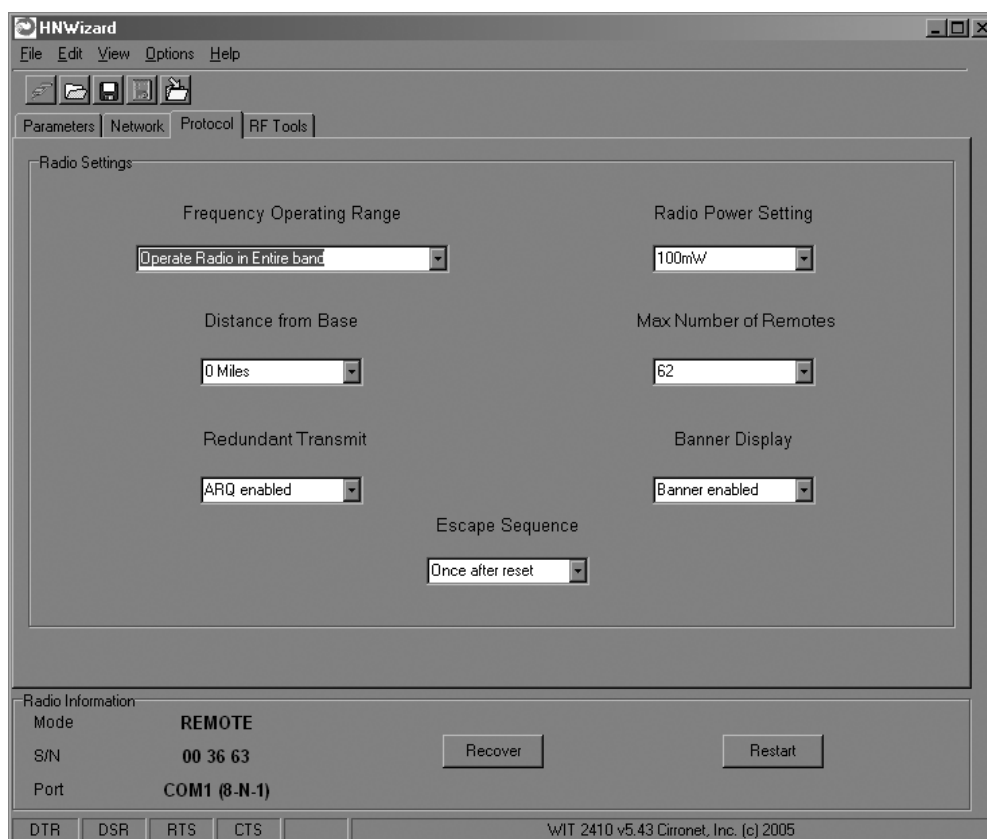 HNWizard
File Edit View Options Help
Parameters Network Protocol RF Tools
Radio Settings
Frequency Operating Range Radio Power Setting
Operate Radio in Entire band 100mW
Distance from Base Max Number of Remotes
0 Miles 62
Redundant Transmit Banner Display
ARQ enabled Banner enabled
Escape Sequence
Once after reset
Radio Information
Mode REMOTE
S/N 00 36 63 Recover Restart
Port COM1 (8-N-1)
DTR DSR RTS CTS WIT 2410 v5.43 Cirronet, Inc. (c) 2005